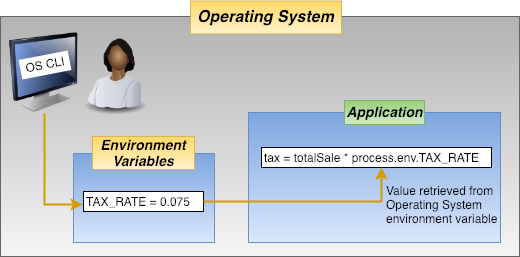 Operating System
OS CLI
Environment
Variables
TAX_RATE = 0.075
Application
tax = totalSale * process.env.TAX_RATE
Value retrieved from
Operating System
environment variable